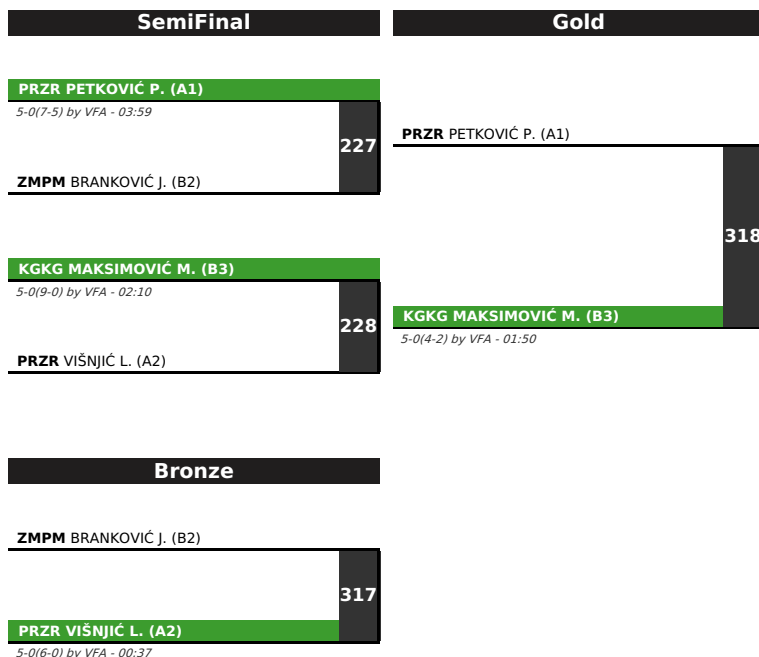 SemiFinal
PRZR PETKOVIĆ P. (A1)
5-0(7-5) by VFA - 03:59
227
ZMPM BRANKOVIĆ J. (B2)
KGKG MAKSIMOVIĆ M. (B3)
5-0(9-0) by VFA - 02:10
228
PRZR VIŠNJIĆ L. (A2)
Gold
PRZR PETKOVIĆ P. (A1)
318
KGKG MAKSIMOVIĆ M. (B3)
5-0(4-2) by VFA - 01:50
Bronze
ZMPM BRANKOVIĆ J. (B2)
317
PRZR VIŠNJIĆ L. (A2)
5-0(6-0) by VFA - 00:37